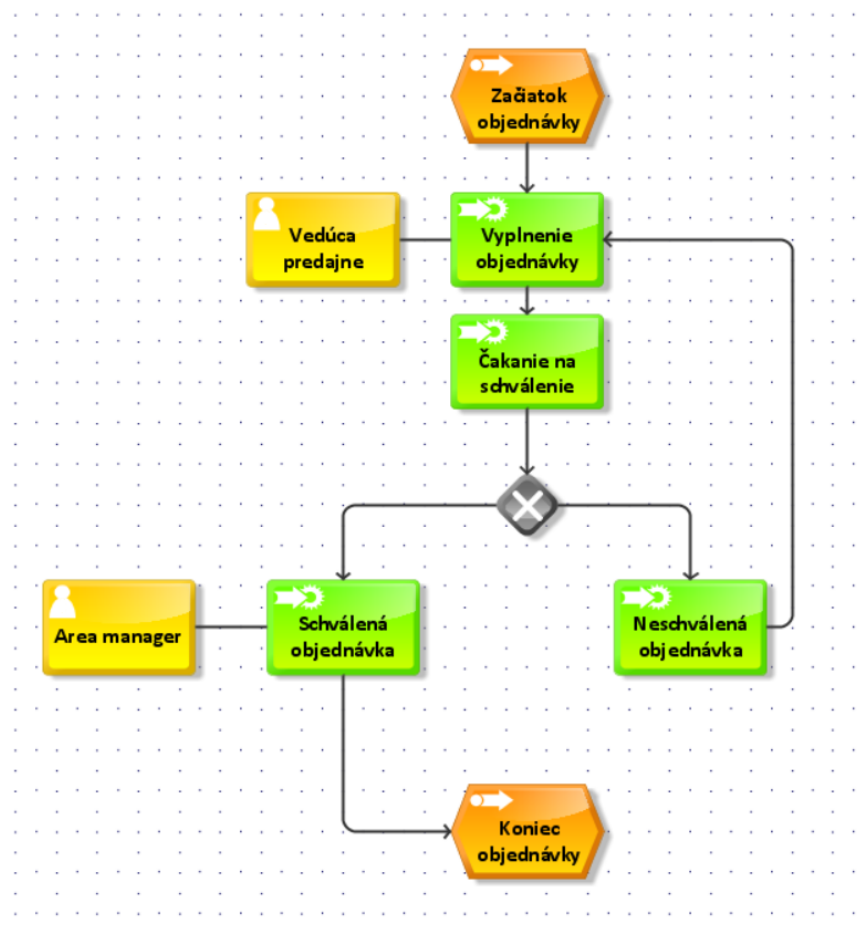 Začiatok
objednávky
Vedúca
predajne
Vyplnenie
objednávky
Čakanie na
schválenie
Area manager
Schválená
objednávka
Neschválená
objednávka
Koniec
objednávky